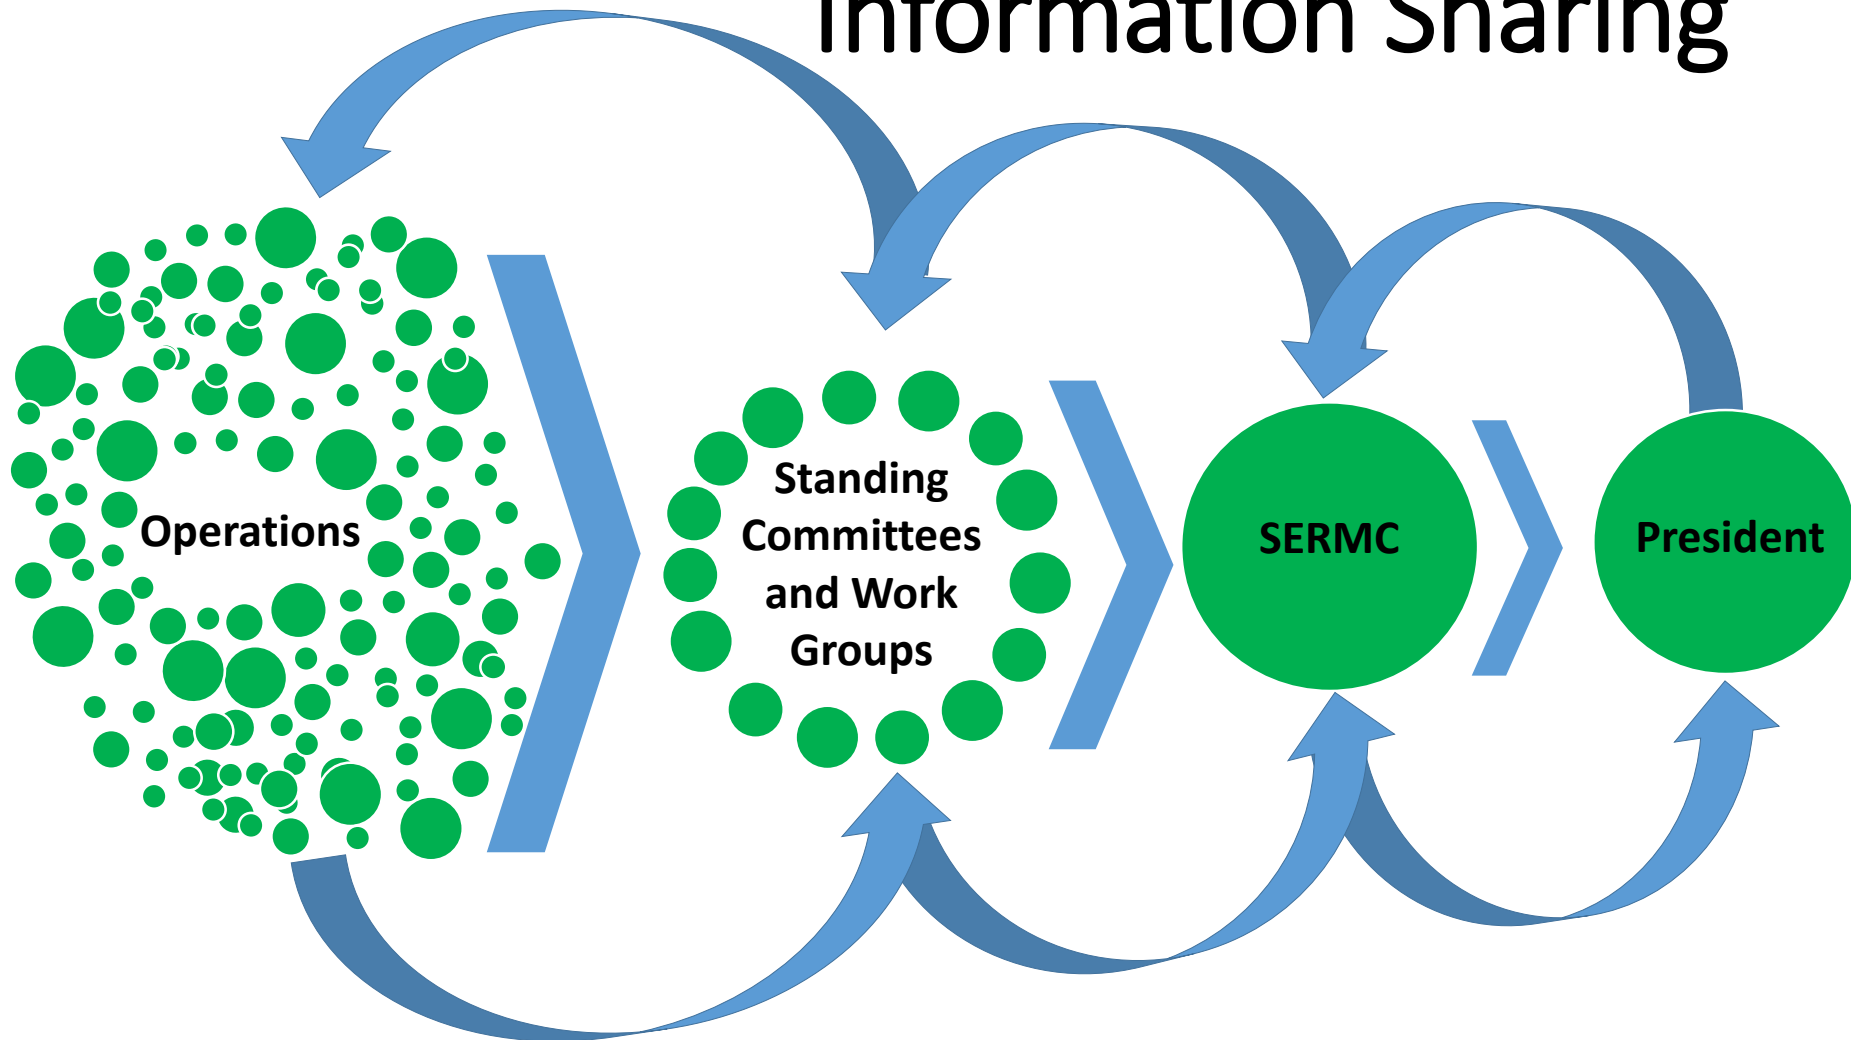 Information Sharing
Operations
Standing
Committees
and Work
Groups
SERMC
President